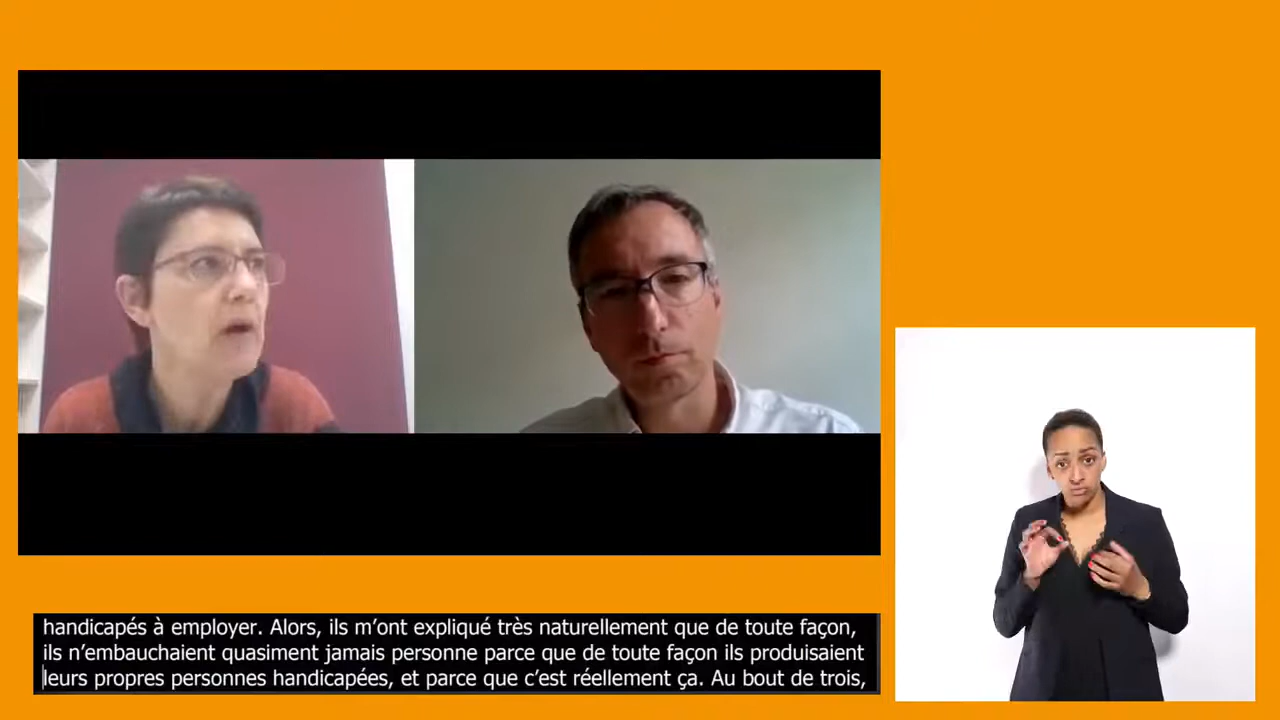 handicapés à employer. Alors, ils m’ont expliqué très naturellement que de toute façon,
ils n’embauchaient quasiment jamais personne parce que de toute façon ils produisaient
leurs propres personnes handicapées, et parce que c’est réellement ça. Au bout de trois,